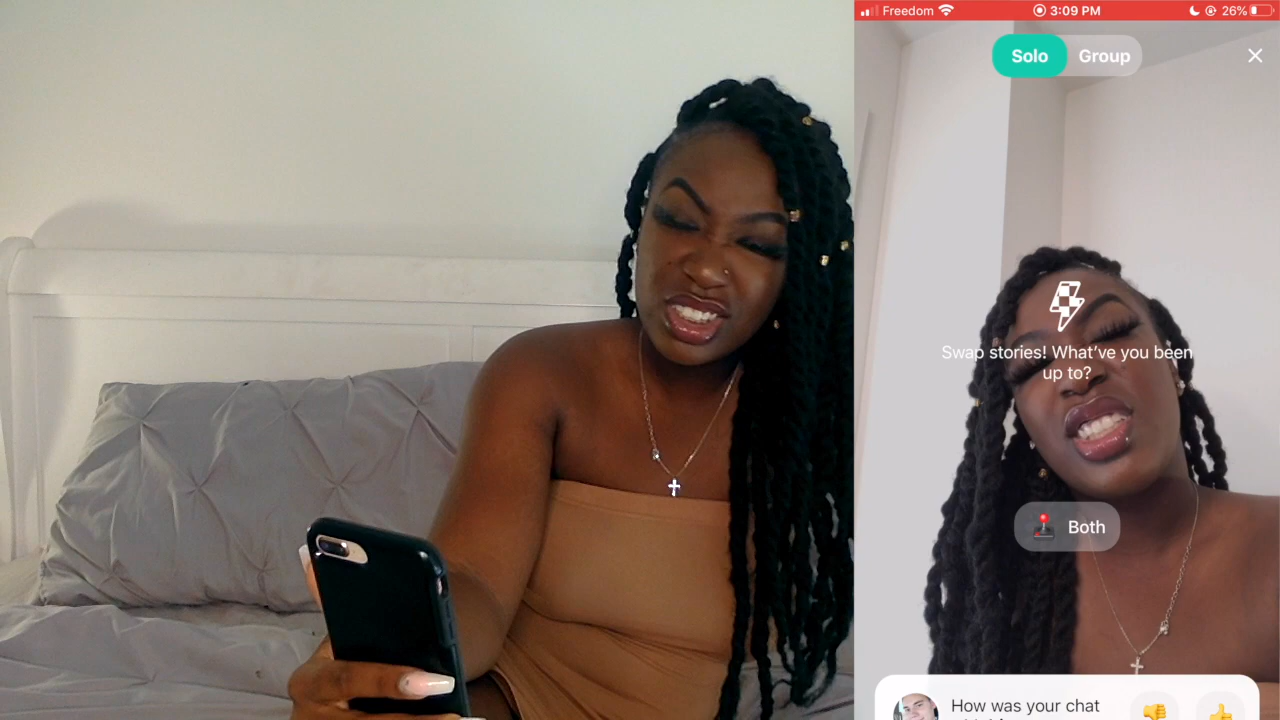 Freedom 3:09 PM 26%
Solo Group
Swap stories! What've you been
up to?
Both
How was your chat